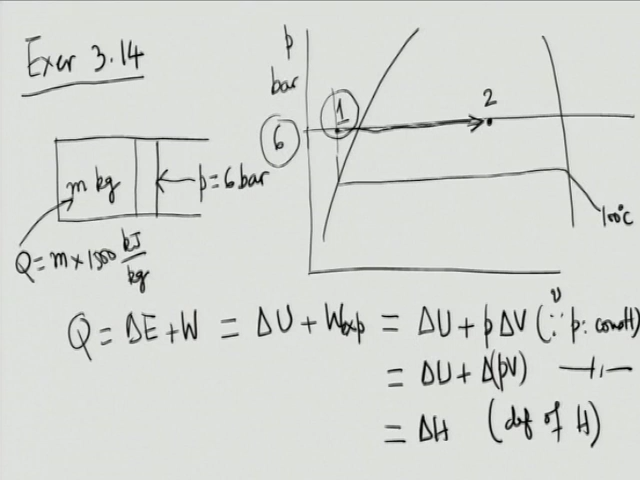 Exer 3.14
p
bar
1
2
6
m kg
p = 6 bar
100°C
Q = m × 1500 kJ/kg
v
Q = ΔE + W = ΔU + Wexp = ΔU + pΔV (∵ p: const)
= ΔU + Δ(pV) —〃—
= ΔH (def of H)